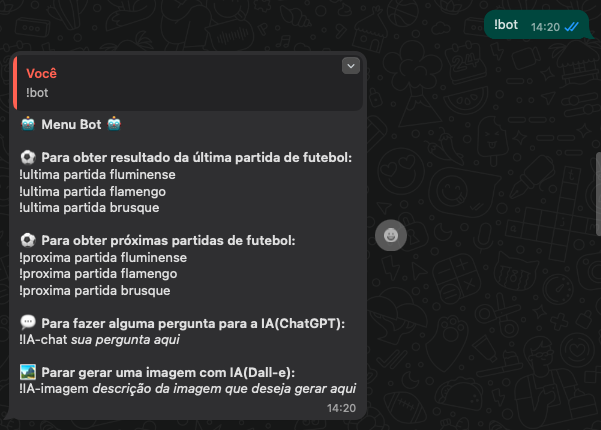 !bot 14:20
Você
!bot
🤖 Menu Bot 🤖
⚽ Para obter resultado da última partida de futebol:
!ultima partida fluminense
!ultima partida flamengo
!ultima partida brusque
⚽ Para obter próximas partidas de futebol:
!proxima partida fluminense
!proxima partida flamengo
!proxima partida brusque
💬 Para fazer alguma pergunta para a IA(ChatGPT):
!IA-chat sua pergunta aqui
🏞️ Parar gerar uma imagem com IA(Dall-e):
!IA-imagem descrição da imagem que deseja gerar aqui
14:20